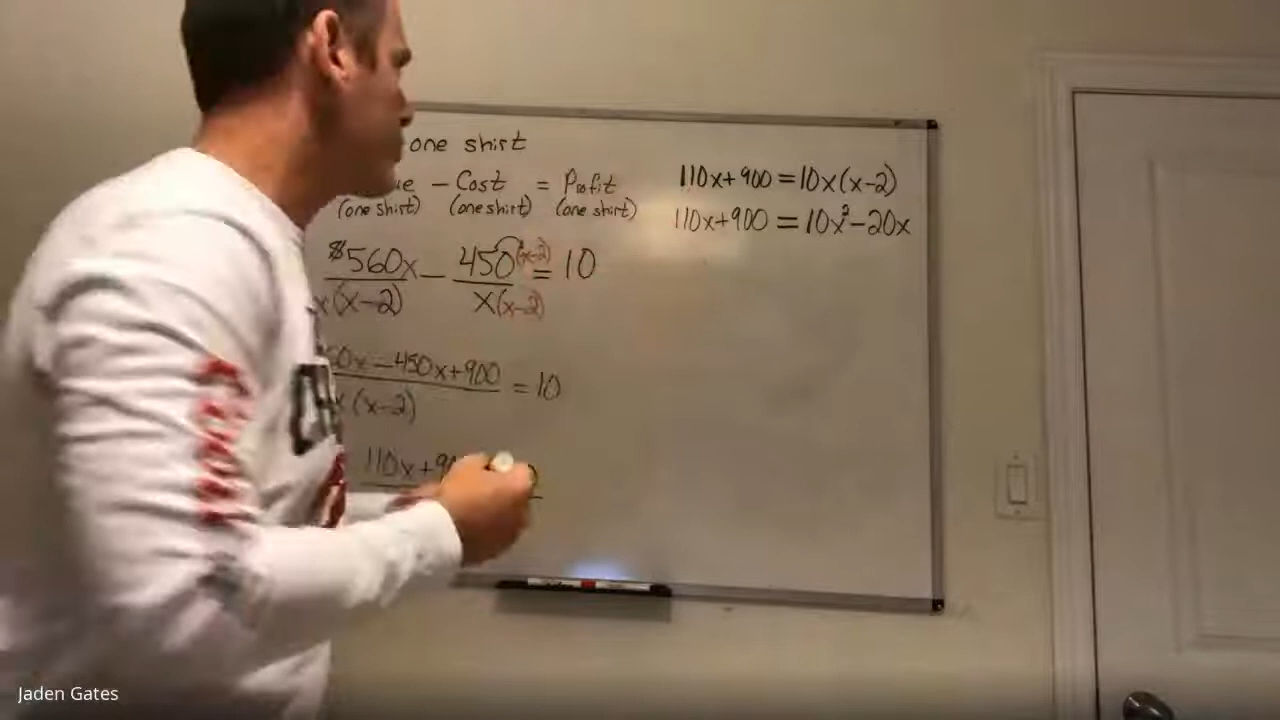 one shirt
- Cost = Profit
(one shirt) (one shirt) (one shirt)
$560x - 450(x-2) = 10
x(x-2) x(x-2)
-450x+900 = 10
(x-2)
110x+
110x+900 = 10x(x-2)
110x+900 = 10x²-20x
Jaden Gates